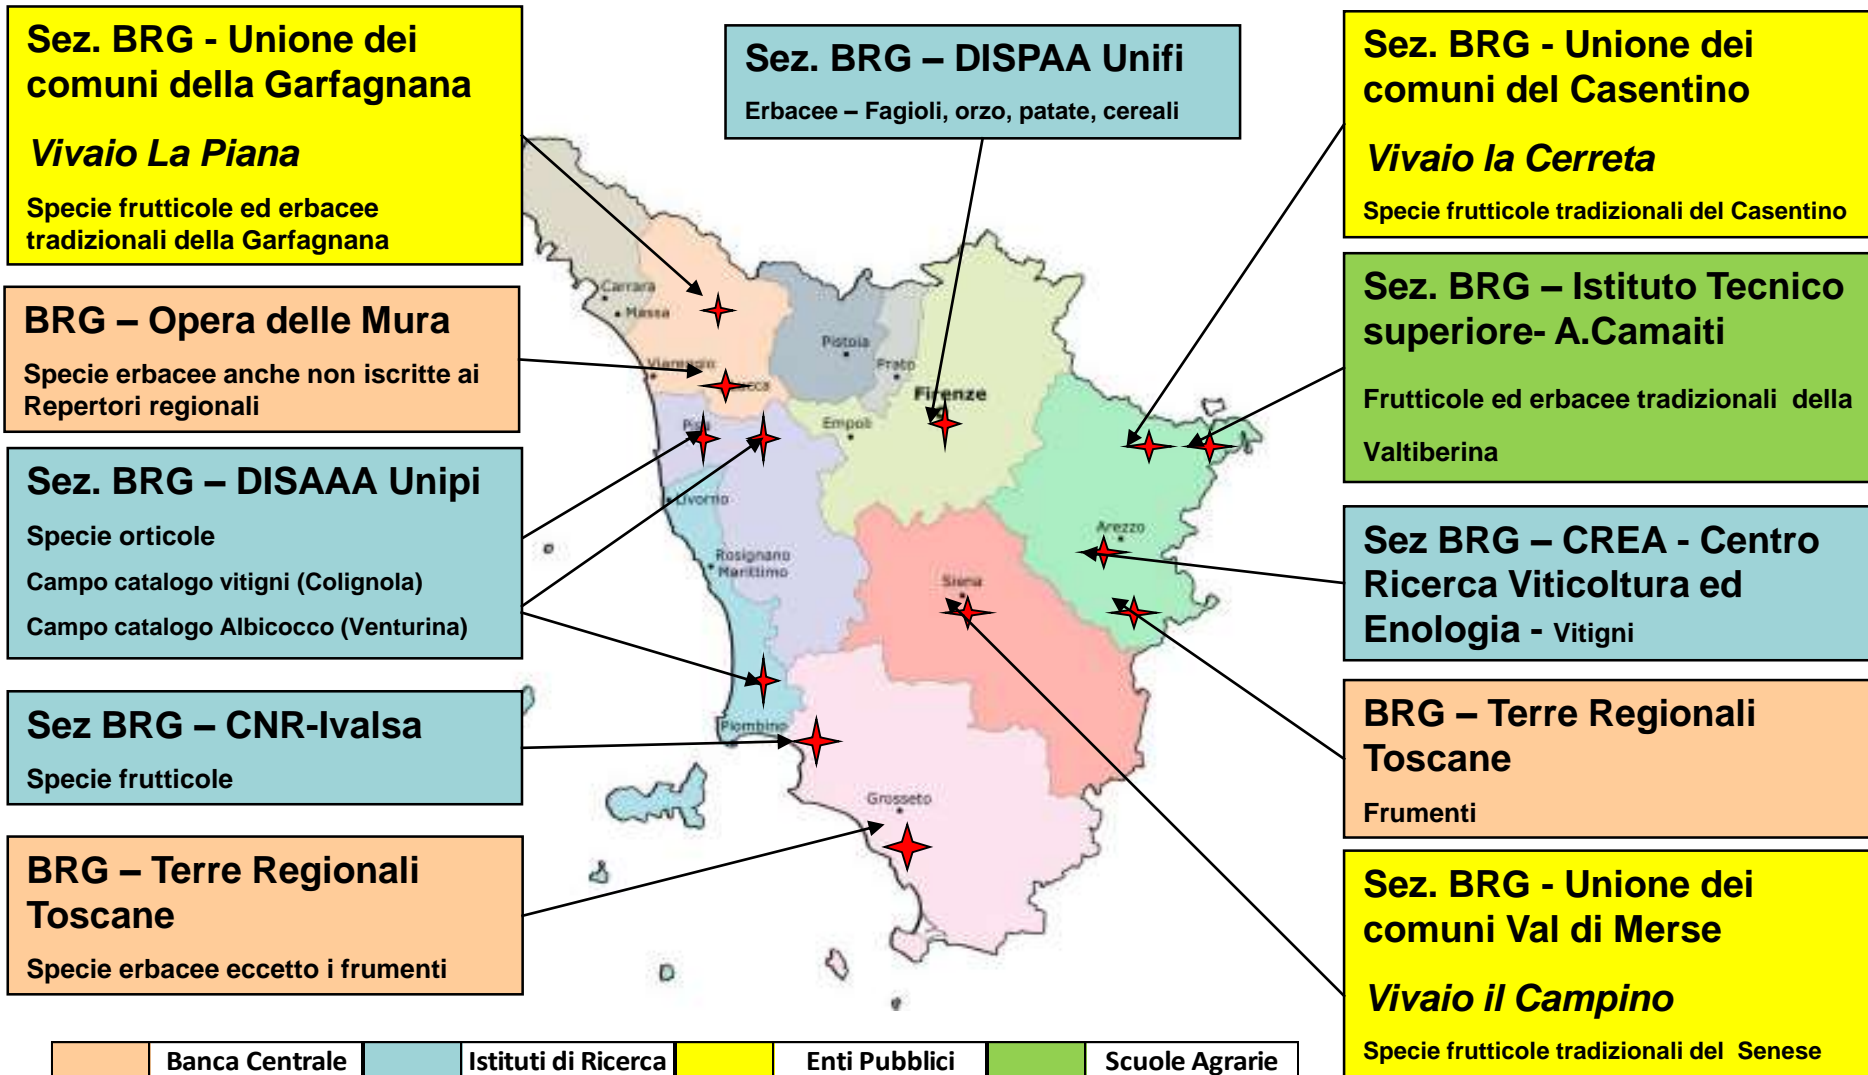 Sez. BRG - Unione dei
comuni della Garfagnana
Vivaio La Piana
Specie frutticole ed erbacee
tradizionali della Garfagnana
BRG – Opera delle Mura
Specie erbacee anche non iscritte ai
Repertori regionali
Sez. BRG – DISAAA Unipi
Specie orticole
Campo catalogo vitigni (Colignola)
Campo catalogo Albicocco (Venturina)
Sez BRG – CNR-Ivalsa
Specie frutticole
BRG – Terre Regionali
Toscane
Specie erbacee eccetto i frumenti
Sez. BRG – DISPAA Unifi
Erbacee – Fagioli, orzo, patate, cereali
Carrara
Massa
Viareggio
Pistoia
Prato
Firenze
Empoli
Livorno
Rosignano
Marittimo
Arezzo
Siena
Piombino
Grosseto
Sez. BRG - Unione dei
comuni del Casentino
Vivaio la Cerreta
Specie frutticole tradizionali del Casentino
Sez. BRG – Istituto Tecnico
superiore- A.Camaiti
Frutticole ed erbacee tradizionali della
Valtiberina
Sez BRG – CREA - Centro
Ricerca Viticoltura ed
Enologia - Vitigni
BRG – Terre Regionali
Toscane
Frumenti
Sez. BRG - Unione dei
comuni Val di Merse
Vivaio il Campino
Specie frutticole tradizionali del Senese
Banca Centrale
Istituti di Ricerca
Enti Pubblici
Scuole Agrarie